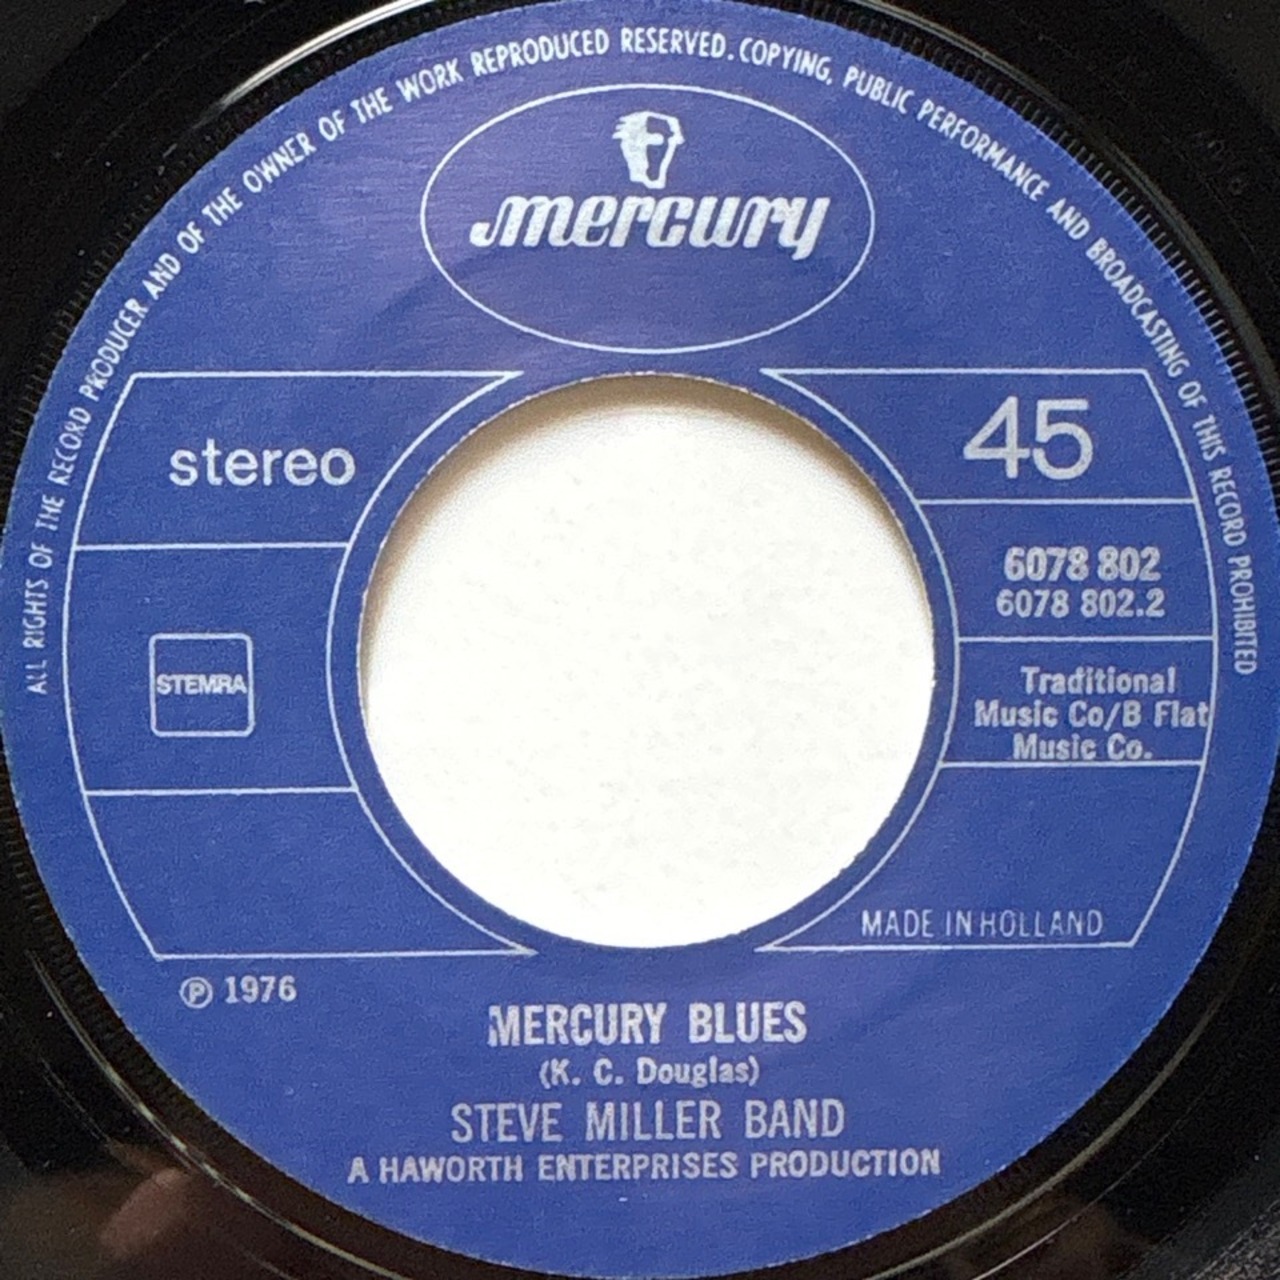 ALL RIGHTS OF THE RECORD PRODUCER AND OF THE OWNER OF THE WORK REPRODUCED RESERVED. COPYING, PUBLIC PERFORMANCE AND BROADCASTING OF THIS RECORD PROHIBITED
mercury
stereo
45
6078 802
6078 802.2
STEMRA
Traditional
Music Co/B Flat
Music Co.
MADE IN HOLLAND
℗ 1976
MERCURY BLUES
(K. C. Douglas)
STEVE MILLER BAND
A HAWORTH ENTERPRISES PRODUCTION